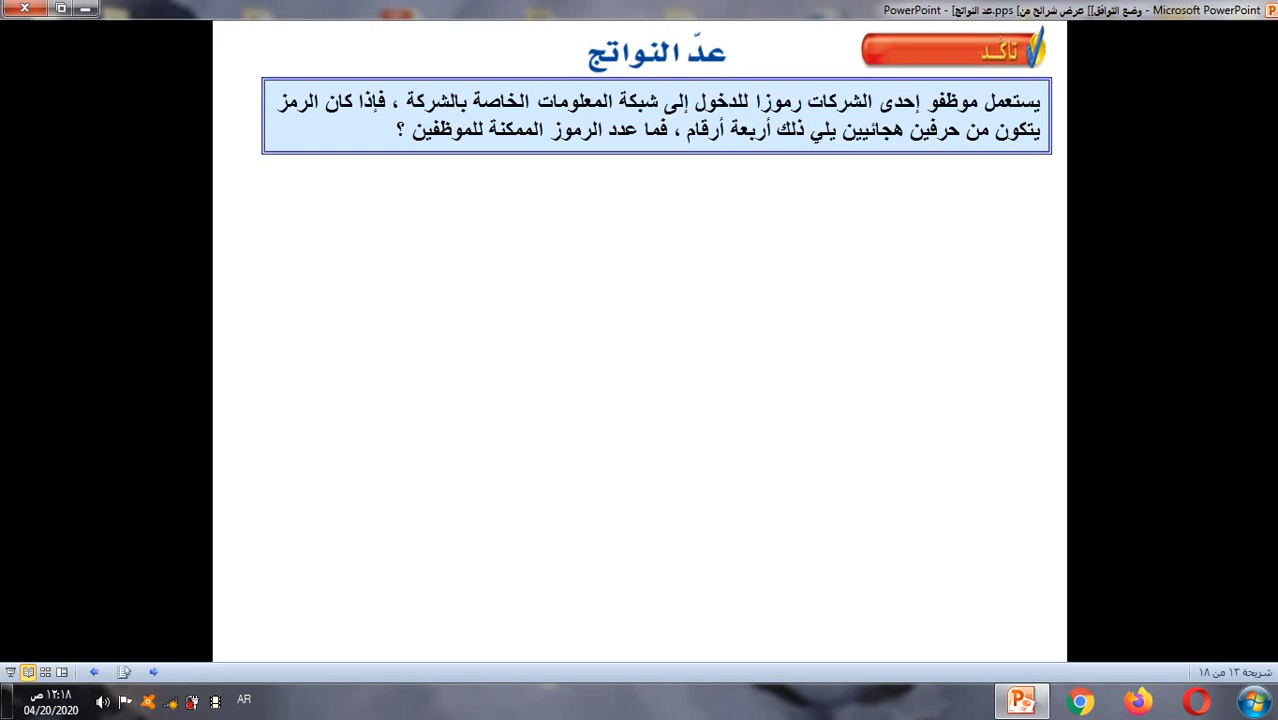 PowerPoint - [عد النواتج.pps [وضع التوافق] [عرض شرائح من - Microsoft PowerPoint
تأكد
عدّ النواتج
يستعمل موظفو إحدى الشركات رموزا للدخول إلى شبكة المعلومات الخاصة بالشركة ، فإذا كان الرمز
يتكون من حرفين هجائيين يلي ذلك أربعة أرقام ، فما عدد الرموز الممكنة للموظفين ؟
شريحة ١٣ من ١٨
AR
١٢:١٨ ص
04/20/2020